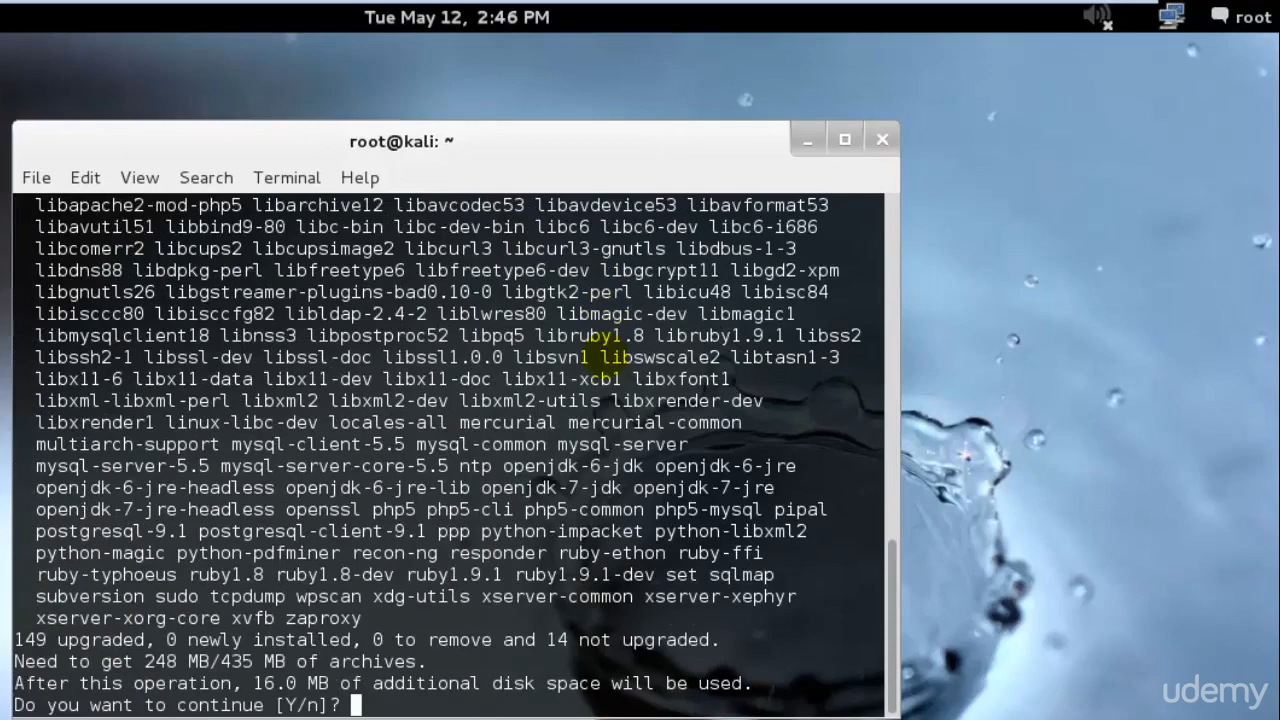 Tue May 12, 2:46 PM
root
root@kali: ~
File Edit View Search Terminal Help
libapache2-mod-php5 libarchive12 libavcodec53 libavdevice53 libavformat53
libavutil51 libbind9-80 libc-bin libc-dev-bin libc6 libc6-dev libc6-i686
libcomerr2 libcups2 libcupsimage2 libcurl3 libcurl3-gnutls libdbus-1-3
libdns88 libdpkg-perl libfreetype6 libfreetype6-dev libgcrypt11 libgd2-xpm
libgnutls26 libgstreamer-plugins-bad0.10-0 libgtk2-perl libicu48 libisc84
libisccc80 libisccfg82 libldap-2.4-2 liblwres80 libmagic-dev libmagic1
libmysqlclient18 libnss3 libpostproc52 libpq5 libruby1.8 libruby1.9.1 libss2
libssh2-1 libssl-dev libssl-doc libssl1.0.0 libsvn1 libswscale2 libtasn1-3
libx11-6 libx11-data libx11-dev libx11-doc libx11-xcb1 libxfont1
libxml-libxml-perl libxml2 libxml2-dev libxml2-utils libxrender-dev
libxrender1 linux-libc-dev locales-all mercurial mercurial-common
multiarch-support mysql-client-5.5 mysql-common mysql-server
mysql-server-5.5 mysql-server-core-5.5 ntp openjdk-6-jdk openjdk-6-jre
openjdk-6-jre-headless openjdk-6-jre-lib openjdk-7-jdk openjdk-7-jre
openjdk-7-jre-headless openssl php5 php5-cli php5-common php5-mysql pipal
postgresql-9.1 postgresql-client-9.1 ppp python-impacket python-libxml2
python-magic python-pdfminer recon-ng responder ruby-ethon ruby-ffi
ruby-typhoeus ruby1.8 ruby1.8-dev ruby1.9.1 ruby1.9.1-dev set sqlmap
subversion sudo tcpdump wpscan xdg-utils xserver-common xserver-xephyr
xserver-xorg-core xvfb zaproxy
149 upgraded, 0 newly installed, 0 to remove and 14 not upgraded.
Need to get 248 MB/435 MB of archives.
After this operation, 16.0 MB of additional disk space will be used.
Do you want to continue [Y/n]?
udemy